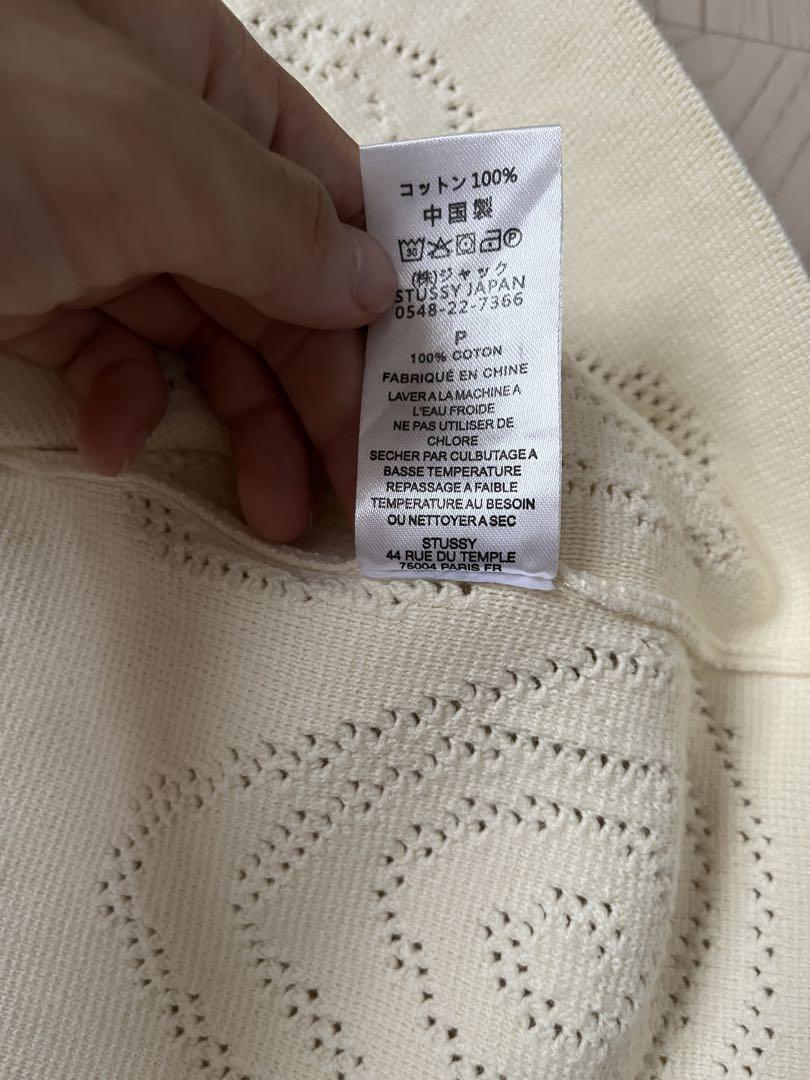 コットン100%
中国製
30 P
(株)ジャック
STUSSY JAPAN
0548-22-7366
P
100% COTON
FABRIQUÉ EN CHINE
LAVER A LA MACHINE A
L'EAU FROIDE
NE PAS UTILISER DE
CHLORE
SECHER PAR CULBUTAGE A
BASSE TEMPERATURE
REPASSAGE A FAIBLE
TEMPERATURE AU BESOIN
OU NETTOYER A SEC
STUSSY
44 RUE DU TEMPLE
75004 PARIS FR